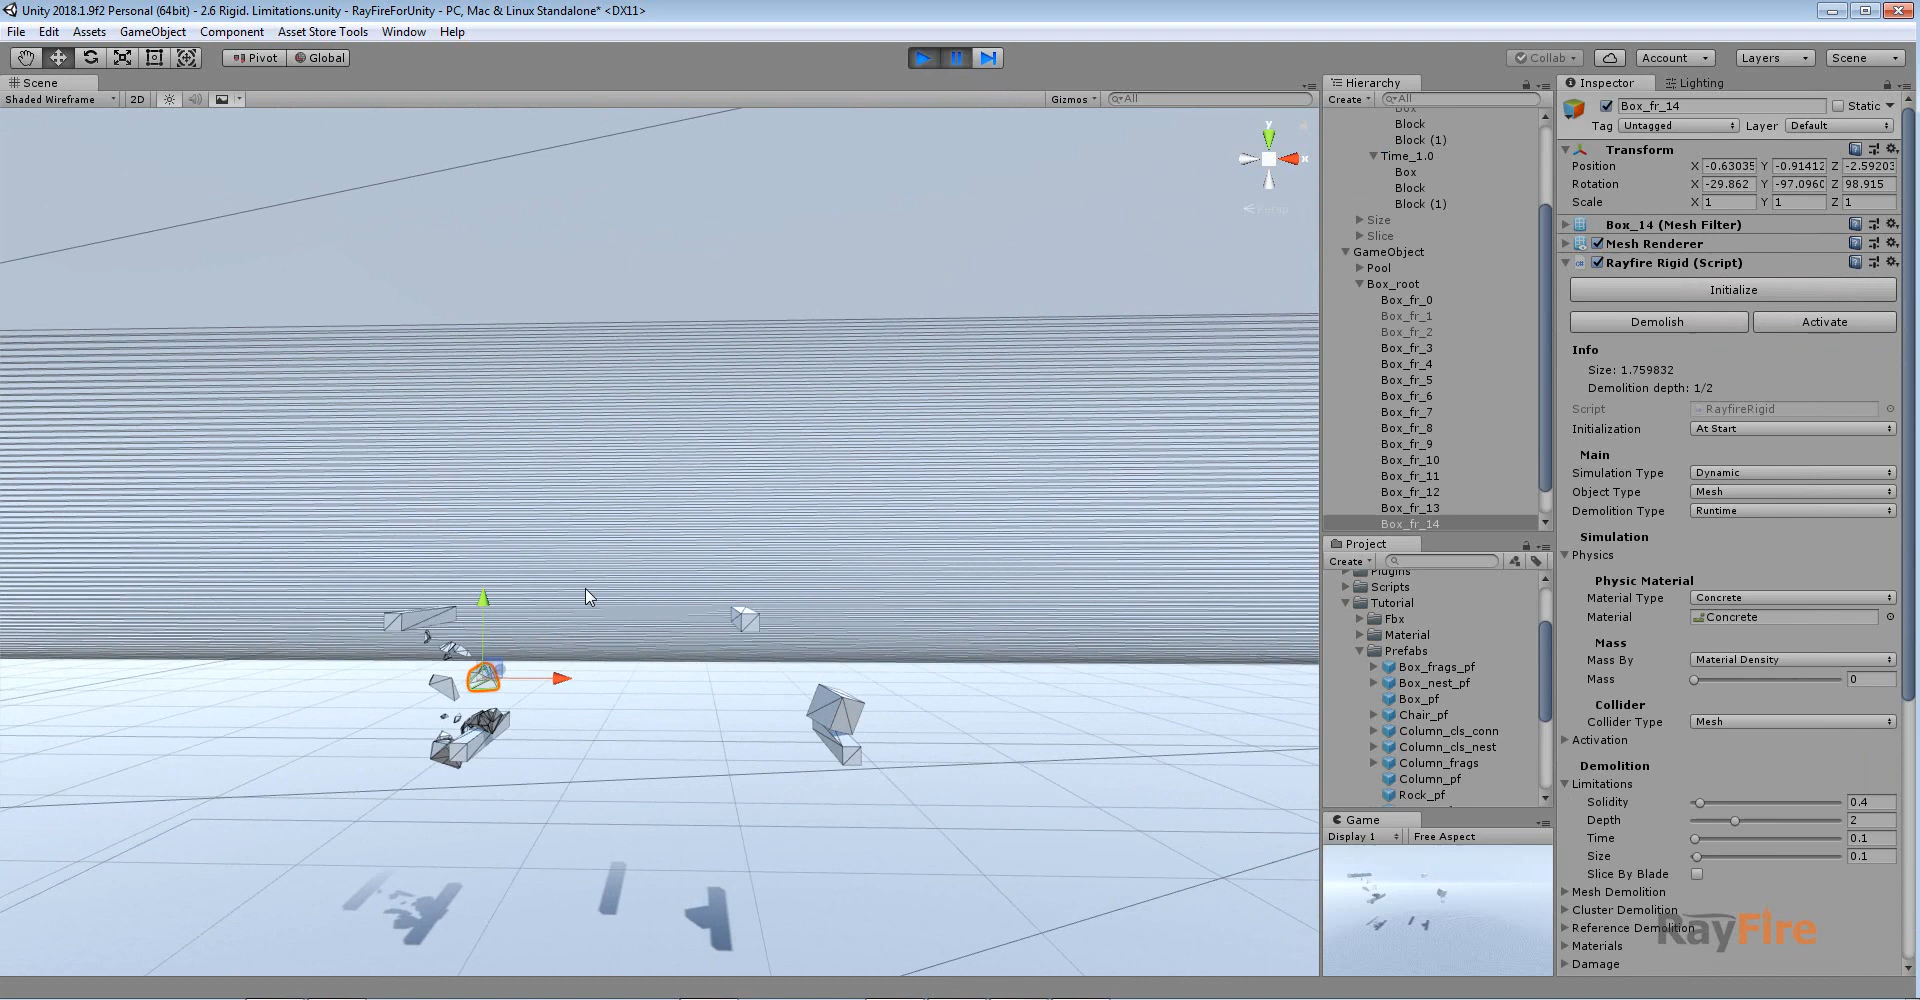 Unity 2018.1.9f2 Personal (64bit) - 2.6 Rigid. Limitations.unity - RayFireForUnity - PC, Mac & Linux Standalone* <DX11>
File Edit Assets GameObject Component Asset Store Tools Window Help
Pivot Global Collab Account Layers Scene
Scene
Shaded Wireframe 2D Gizmos All
y
x
Persp
Hierarchy
Create All
Box
Block
Block (1)
Time_1.0
Box
Block
Block (1)
Size
Slice
GameObject
Pool
Box_root
Box_fr_0
Box_fr_1
Box_fr_2
Box_fr_3
Box_fr_4
Box_fr_5
Box_fr_6
Box_fr_7
Box_fr_8
Box_fr_9
Box_fr_10
Box_fr_11
Box_fr_12
Box_fr_13
Box_fr_14
Project
Create
Plugins
Scripts
Tutorial
Fbx
Material
Prefabs
Box_frags_pf
Box_nest_pf
Box_pf
Chair_pf
Column_cls_conn
Column_cls_nest
Column_frags
Column_pf
Rock_pf
Game
Display 1 Free Aspect
Inspector Lighting
Box_fr_14 Static
Tag Untagged Layer Default
Transform
Position X -0.63035 Y -0.91412 Z -2.59203
Rotation X -29.862 Y -97.0960 Z 98.915
Scale X 1 Y 1 Z 1
Box_14 (Mesh Filter)
Mesh Renderer
Rayfire Rigid (Script)
Initialize
Demolish Activate
Info
Size: 1.759832
Demolition depth: 1/2
Script RayfireRigid
Initialization At Start
Main
Simulation Type Dynamic
Object Type Mesh
Demolition Type Runtime
Simulation
Physics
Physic Material
Material Type Concrete
Material Concrete
Mass
Mass By Material Density
Mass 0
Collider
Collider Type Mesh
Activation
Demolition
Limitations
Solidity 0.4
Depth 2
Time 0.1
Size 0.1
Slice By Blade
Mesh Demolition
Cluster Demolition
Reference Demolition
Materials
Damage
RayFire